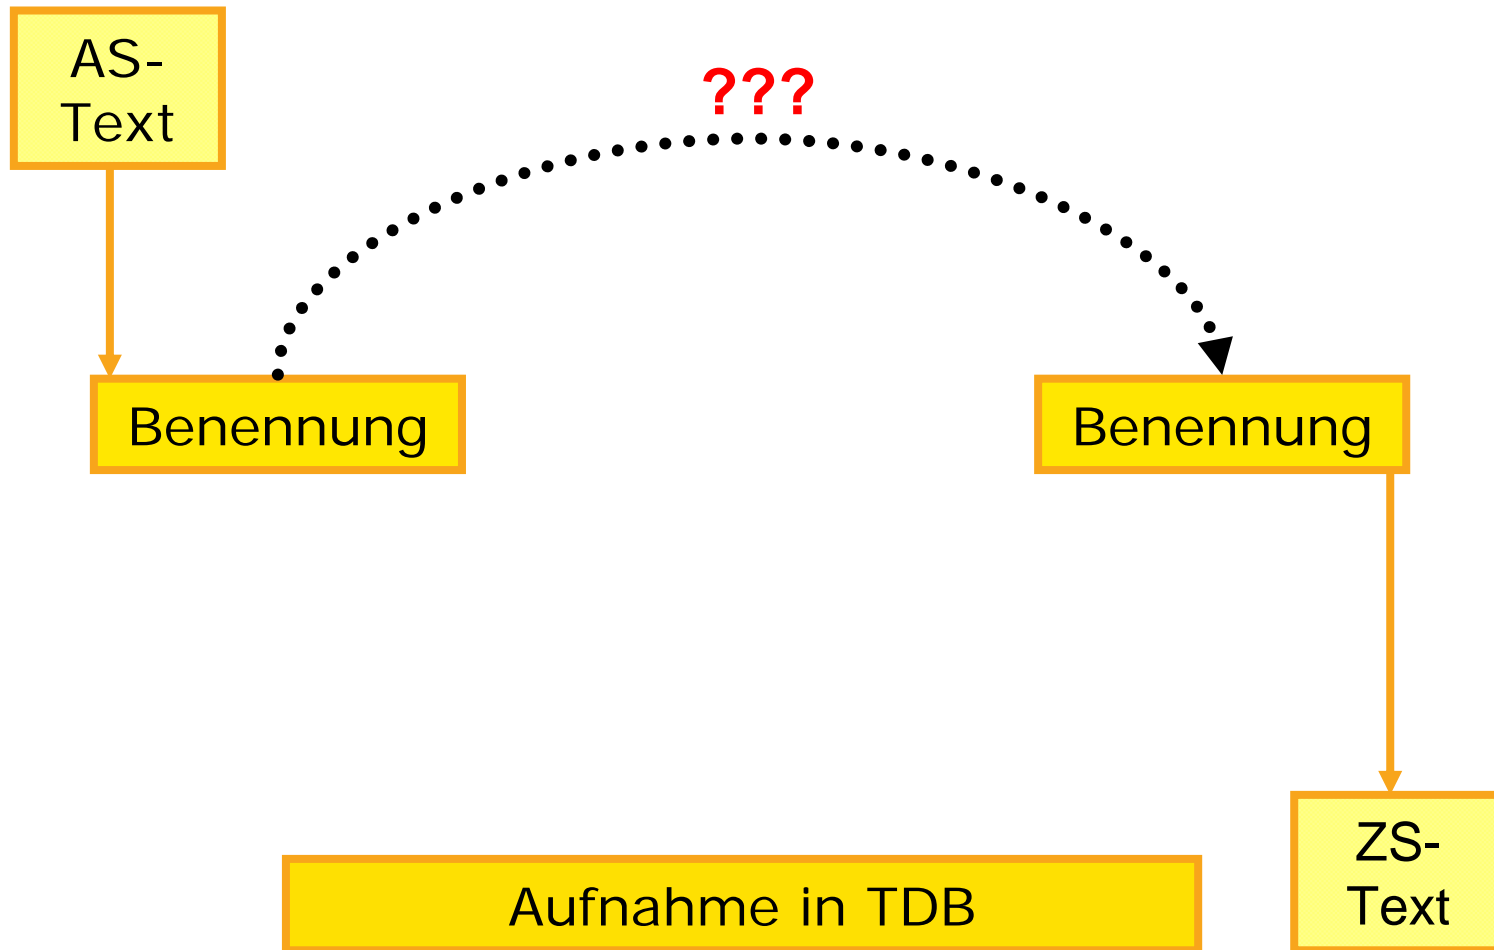 AS-
Text
???
Benennung
Benennung
ZS-
Text
Aufnahme in TDB